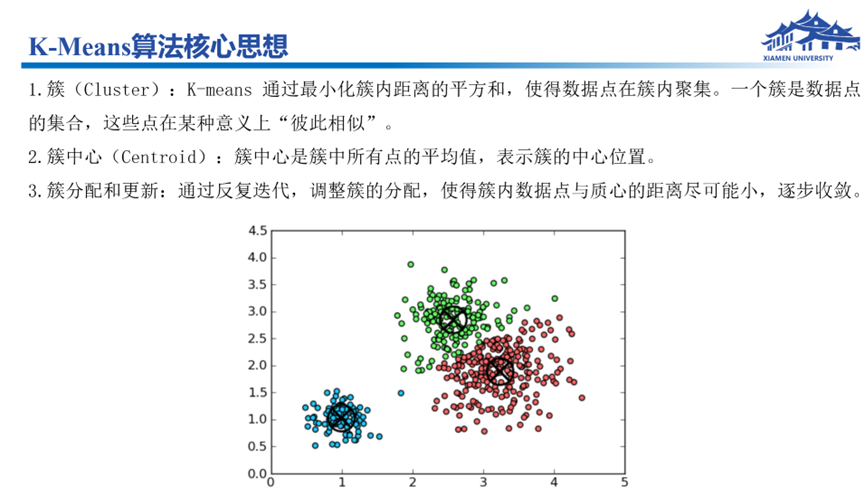 K-Means算法核心思想
XIAMEN UNIVERSITY
1.簇（Cluster）：K-means 通过最小化簇内距离的平方和，使得数据点在簇内聚集。一个簇是数据点
的集合，这些点在某种意义上“彼此相似”。
2.簇中心（Centroid）：簇中心是簇中所有点的平均值，表示簇的中心位置。
3.簇分配和更新：通过反复迭代，调整簇的分配，使得簇内数据点与质心的距离尽可能小，逐步收敛。
4.5
4.0
3.5
3.0
2.5
2.0
1.5
1.0
0.5
0.0
0 1 2 3 4 5